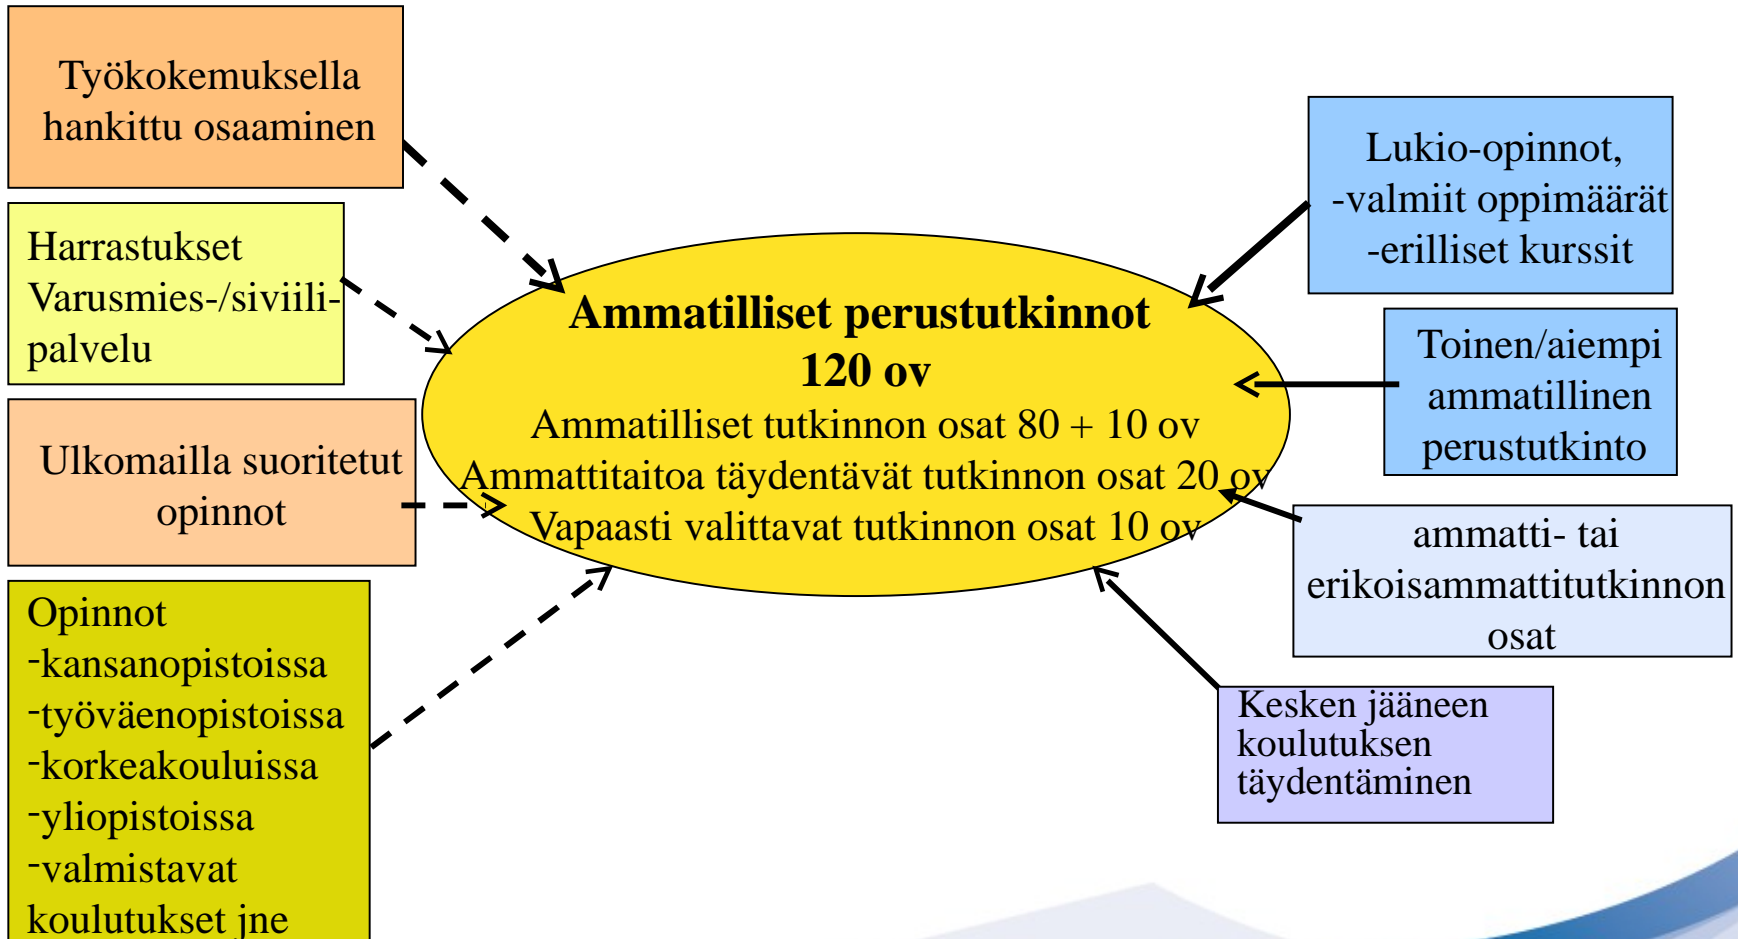 Työkokemuksella
hankittu osaaminen
Harrastukset
Varusmies-/siviili-
palvelu
Ulkomailla suoritetut
opinnot
Opinnot
-kansanopistoissa
-työväenopistoissa
-korkeakouluissa
-yliopistoissa
-valmistavat
koulutukset jne
Ammatilliset perustutkinnot
120 ov
Ammatilliset tutkinnon osat 80 + 10 ov
Ammattitaitoa täydentävät tutkinnon osat 20 ov
Vapaasti valittavat tutkinnon osat 10 ov
Lukio-opinnot,
-valmiit oppimäärät
-erilliset kurssit
Toinen/aiempi
ammatillinen
perustutkinto
ammatti- tai
erikoisammattitutkinnon
osat
Kesken jääneen
koulutuksen
täydentäminen